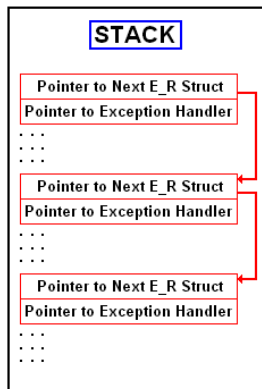 STACK
Pointer to Next E_R Struct
Pointer to Exception Handler
. . .
. . .
. . .
Pointer to Next E_R Struct
Pointer to Exception Handler
. . .
. . .
. . .
Pointer to Next E_R Struct
Pointer to Exception Handler
. . .
. . .
. . .